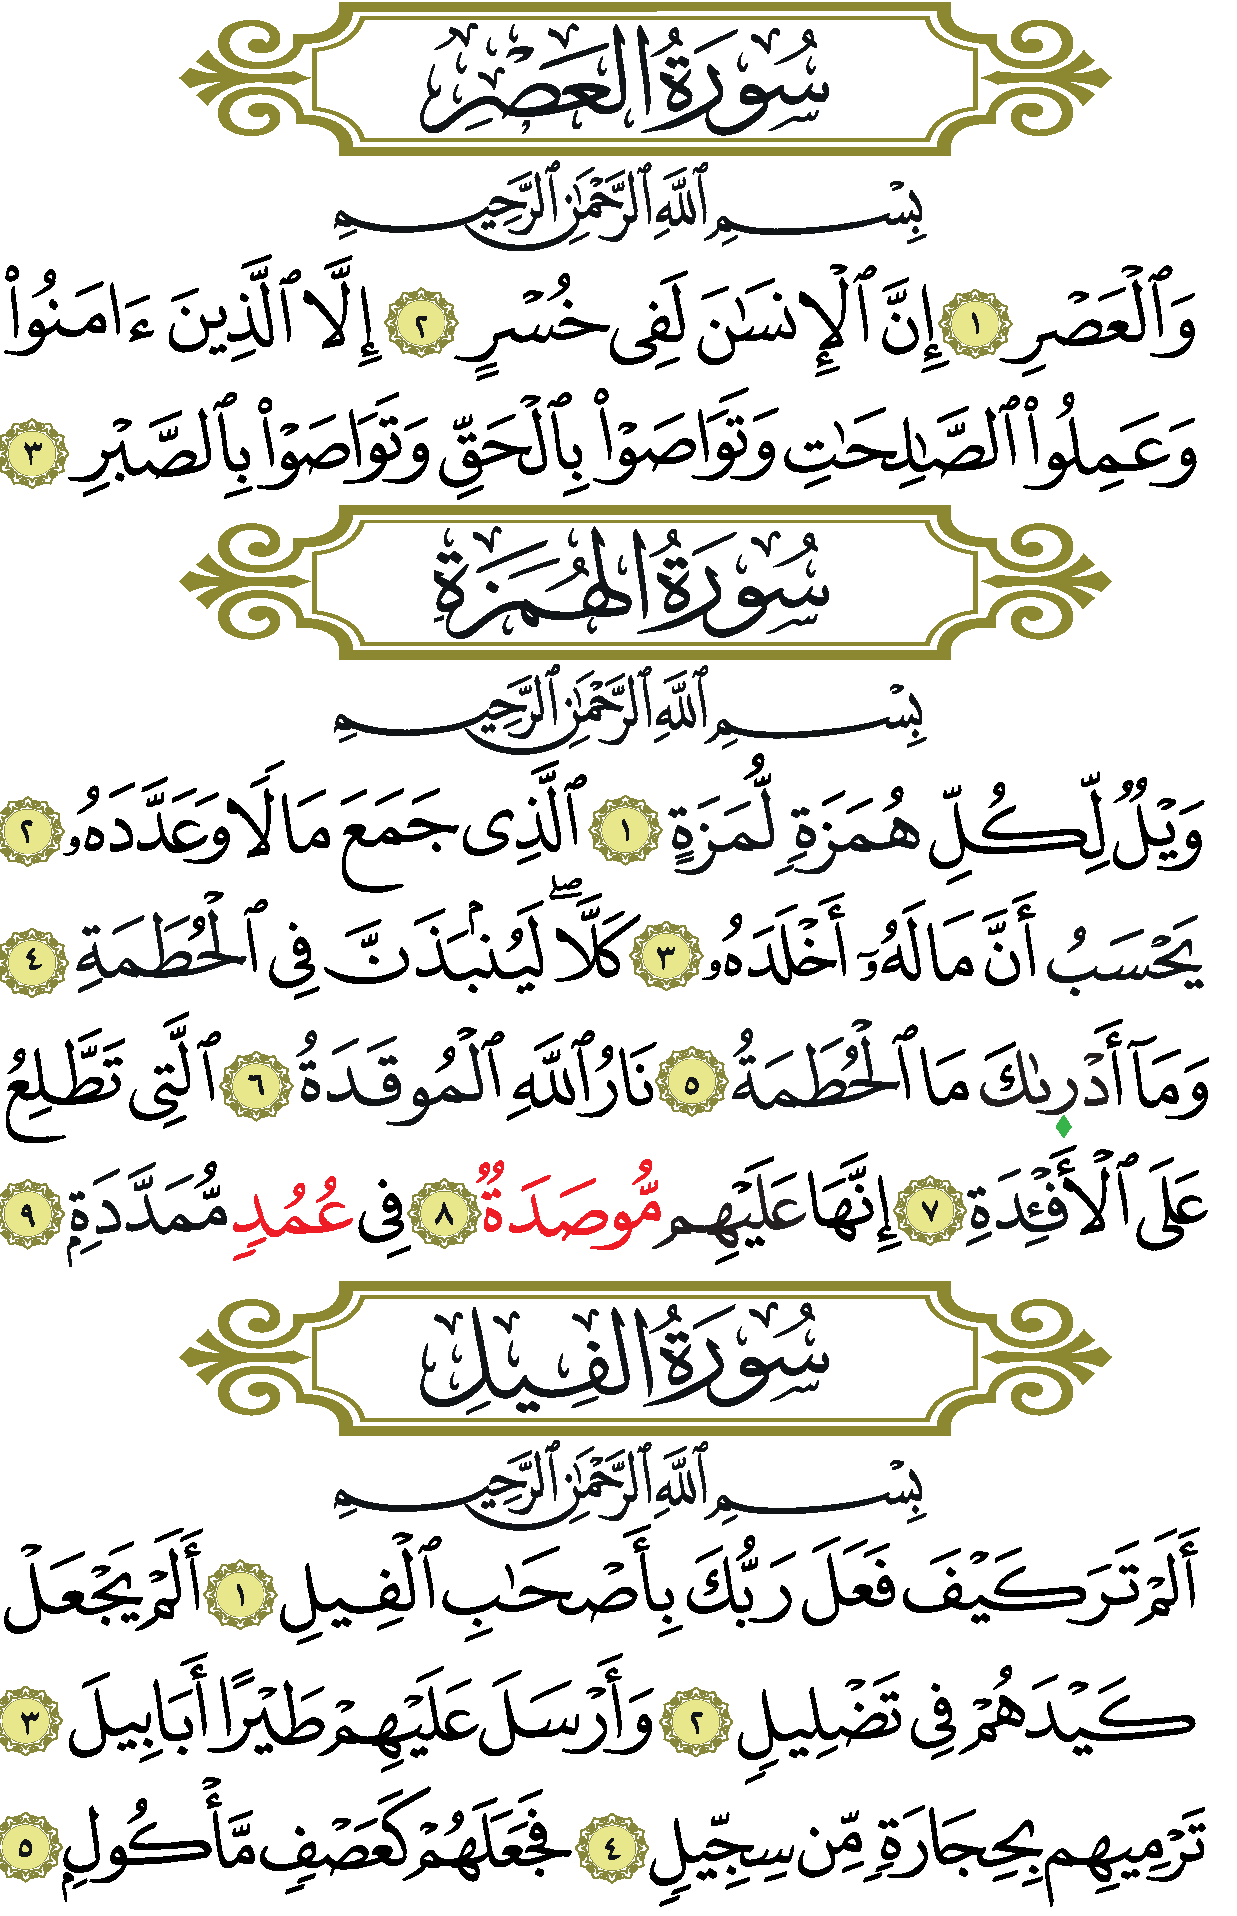 سُورَةُ العَصْرِ
بِسْمِ ٱللَّهِ ٱلرَّحْمَٰنِ ٱلرَّحِيمِ
وَٱلْعَصْرِ ١ إِنَّ ٱلْإِنسَٰنَ لَفِى خُسْرٍ ٢ إِلَّا ٱلَّذِينَ ءَامَنُوا۟
وَعَمِلُوا۟ ٱلصَّٰلِحَٰتِ وَتَوَاصَوْا۟ بِٱلْحَقِّ وَتَوَاصَوْا۟ بِٱلصَّبْرِ ٣
سُورَةُ الهُمَزَةِ
بِسْمِ ٱللَّهِ ٱلرَّحْمَٰنِ ٱلرَّحِيمِ
وَيْلٌ لِّكُلِّ هُمَزَةٍ لُّمَزَةٍ ١ ٱلَّذِى جَمَعَ مَالًا وَعَدَّدَهُۥ ٢
يَحْسَبُ أَنَّ مَالَهُۥٓ أَخْلَدَهُۥ ٣ كَلَّاۖ لَيُنۢبَذَنَّ فِى ٱلْحُطَمَةِ ٤
وَمَآ أَدْرىٰكَ مَا ٱلْحُطَمَةُ ٥ نَارُ ٱللَّهِ ٱلْمُوقَدَةُ ٦ ٱلَّتِى تَطَّلِعُ
عَلَى ٱلْأَفْـِٔدَةِ ٧ إِنَّهَا عَلَيْهِم مُّوصَدَةٌ ٨ فِى عُمُدٍ مُّمَدَّدَةٍۭ ٩
سُورَةُ الفِيلِ
بِسْمِ ٱللَّهِ ٱلرَّحْمَٰنِ ٱلرَّحِيمِ
أَلَمْ تَرَ كَيْفَ فَعَلَ رَبُّكَ بِأَصْحَٰبِ ٱلْفِيلِ ١ أَلَمْ يَجْعَلْ
كَيْدَهُمْ فِى تَضْلِيلٍ ٢ وَأَرْسَلَ عَلَيْهِمْ طَيْرًا أَبَابِيلَ ٣
تَرْمِيهِم بِحِجَارَةٍ مِّن سِجِّيلٍ ٤ فَجَعَلَهُمْ كَعَصْفٍ مَّأْكُولٍۭ ٥